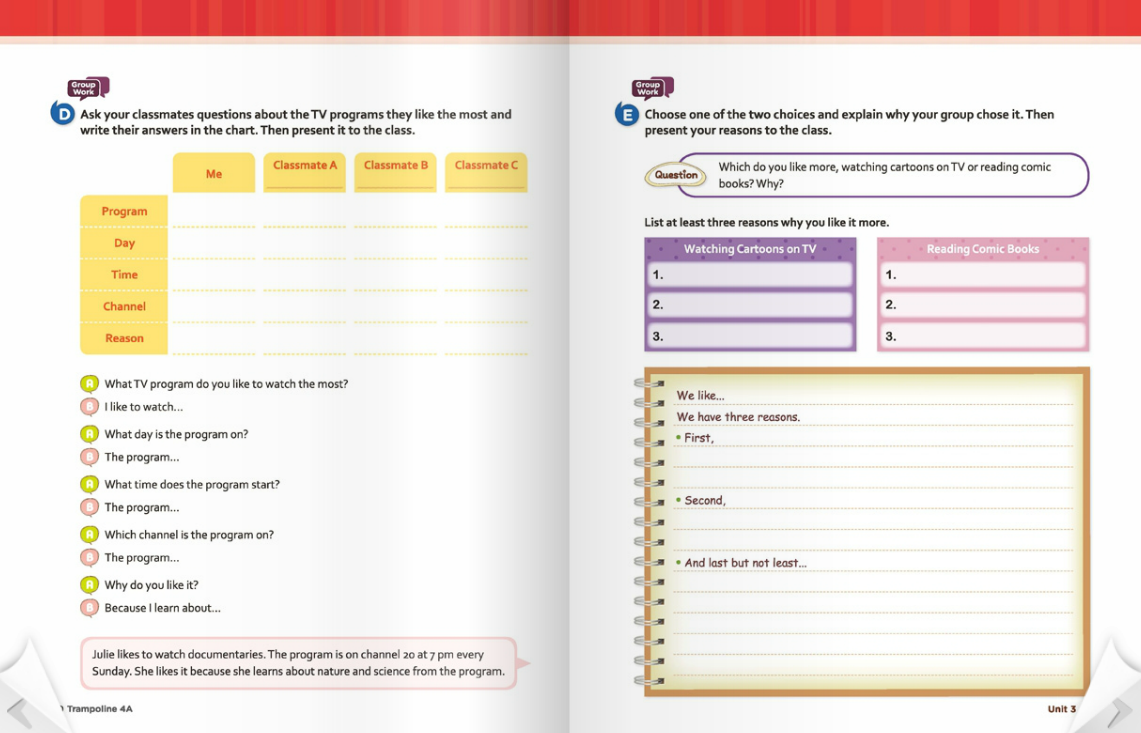 Group
Work
D Ask your classmates questions about the TV programs they like the most and
write their answers in the chart. Then present it to the class.
Me Classmate A Classmate B Classmate C
Program
Day
Time
Channel
Reason
A What TV program do you like to watch the most?
B I like to watch...
A What day is the program on?
B The program...
A What time does the program start?
B The program...
A Which channel is the program on?
B The program...
A Why do you like it?
B Because I learn about...
Julie likes to watch documentaries. The program is on channel 20 at 7 pm every
Sunday. She likes it because she learns about nature and science from the program.
Trampoline 4A
Group
Work
E Choose one of the two choices and explain why your group chose it. Then
present your reasons to the class.
Question
Which do you like more, watching cartoons on TV or reading comic
books? Why?
List at least three reasons why you like it more.
Watching Cartoons on TV
1.
2.
3.
Reading Comic Books
1.
2.
3.
We like...
We have three reasons.
• First,
• Second,
• And last but not least...
Unit 3